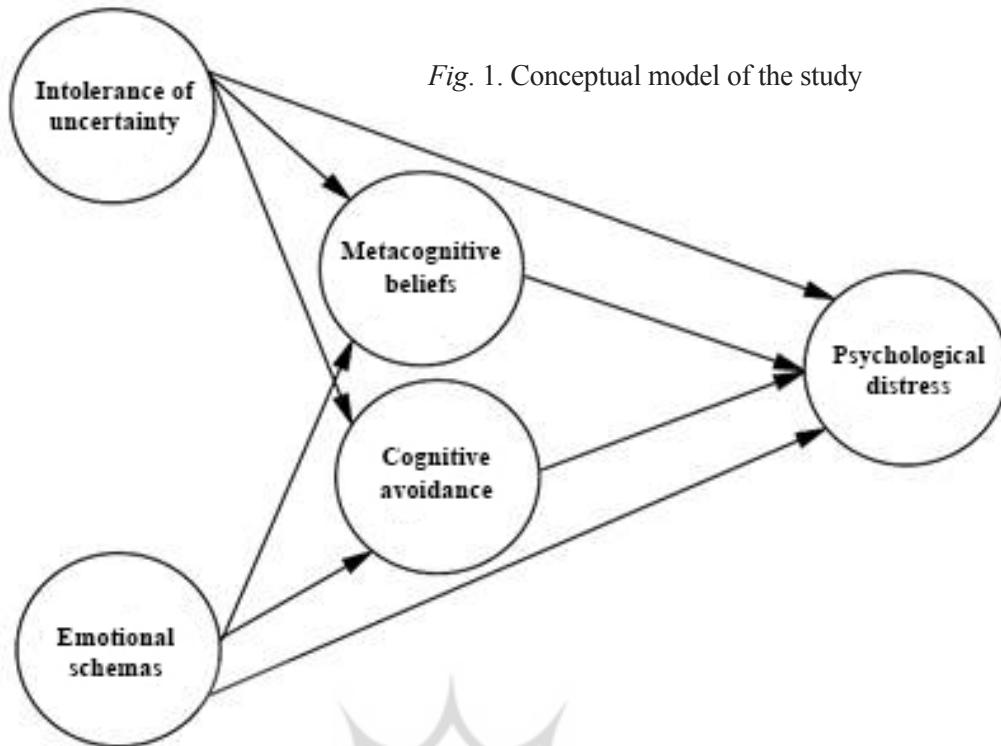 Fig. 1. Conceptual model of the study
Intolerance of
uncertainty
Metacognitive
beliefs
Psychological
distress
Cognitive
avoidance
Emotional
schemas